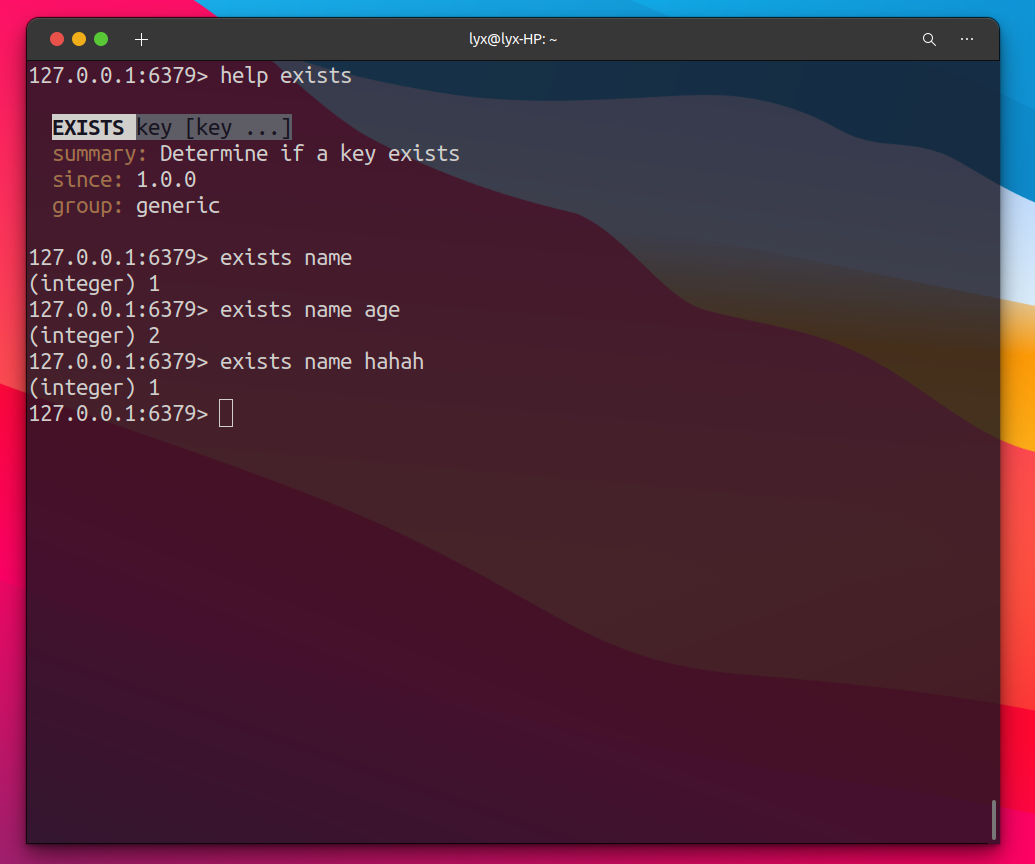 lyx@lyx-HP: ~
127.0.0.1:6379> help exists
EXISTS key [key ...]
summary: Determine if a key exists
since: 1.0.0
group: generic
127.0.0.1:6379> exists name
(integer) 1
127.0.0.1:6379> exists name age
(integer) 2
127.0.0.1:6379> exists name hahah
(integer) 1
127.0.0.1:6379>